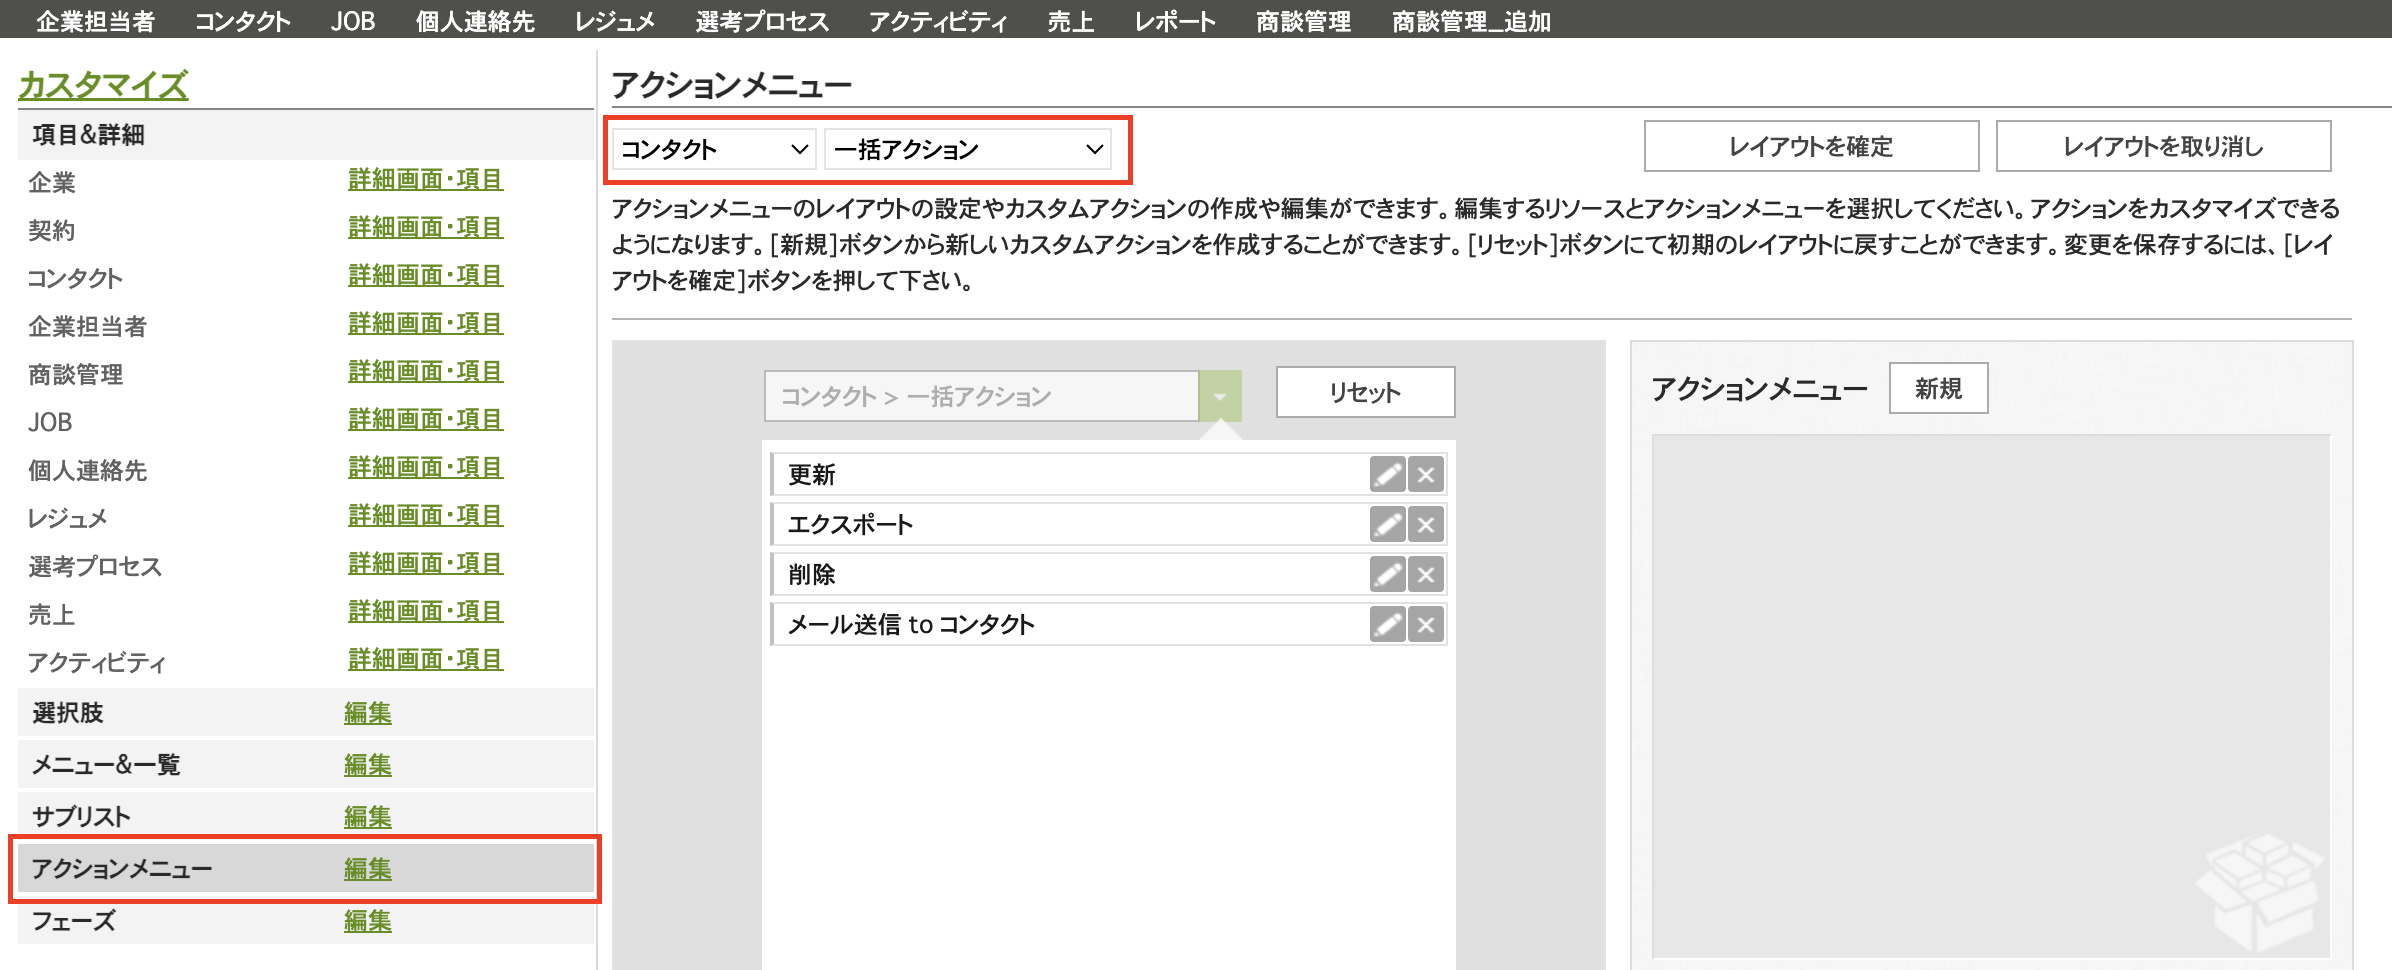 企業担当者 コンタクト JOB 個人連絡先 レジュメ 選考プロセス アクティビティ 売上 レポート 商談管理 商談管理_追加
カスタマイズ
項目&詳細
企業 詳細画面・項目
契約 詳細画面・項目
コンタクト 詳細画面・項目
企業担当者 詳細画面・項目
商談管理 詳細画面・項目
JOB 詳細画面・項目
個人連絡先 詳細画面・項目
レジュメ 詳細画面・項目
選考プロセス 詳細画面・項目
売上 詳細画面・項目
アクティビティ 詳細画面・項目
選択肢 編集
メニュー&一覧 編集
サブリスト 編集
アクションメニュー 編集
フェーズ 編集
アクションメニュー
コンタクト 一括アクション レイアウトを確定 レイアウトを取り消し
アクションメニューのレイアウトの設定やカスタムアクションの作成や編集ができます。編集するリソースとアクションメニューを選択してください。アクションをカスタマイズできる
ようになります。[新規]ボタンから新しいカスタムアクションを作成することができます。[リセット]ボタンにて初期のレイアウトに戻すことができます。変更を保存するには、[レイ
アウトを確定]ボタンを押して下さい。
コンタクト > 一括アクション リセット
更新
エクスポート
削除
メール送信 to コンタクト
アクションメニュー 新規